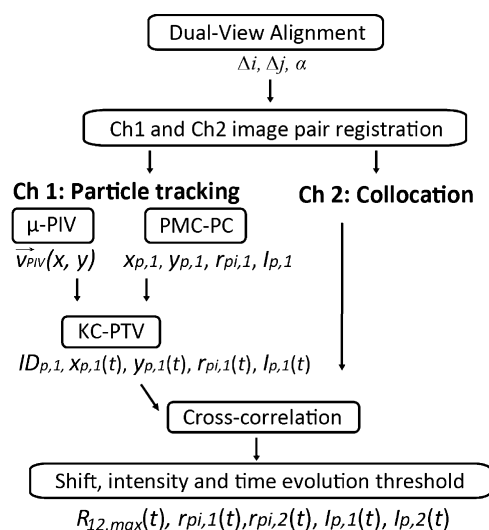 Dual-View Alignment
Δi, Δj, α
Ch1 and Ch2 image pair registration
Ch 1: Particle tracking
Ch 2: Collocation
μ-PIV
PMC-PC
v⃗PIV(x, y)
xp,1, yp,1, rpi,1, Ip,1
KC-PTV
IDp,1, xp,1(t), yp,1(t), rpi,1(t), Ip,1(t)
Cross-correlation
Shift, intensity and time evolution threshold
R12,max(t), rpi,1(t),rpi,2(t), Ip,1(t), Ip,2(t)